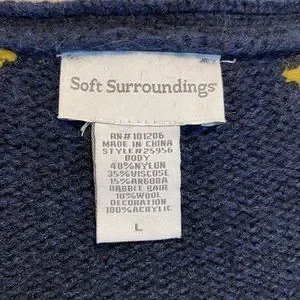 Soft Surroundings
RN#101206
MADE IN CHINA
STYLE#25956
BODY
40%NYLON
35%VISCOSE
15%ANGORA
RABBIT HAIR
10%WOOL
DECORATION
100%ACRYLIC
L